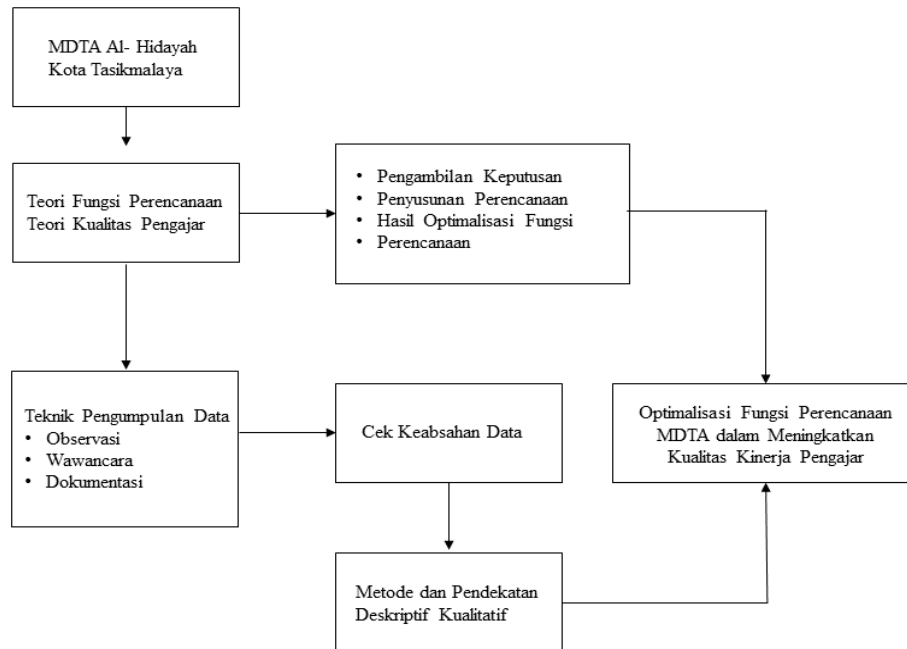 MDTA Al- Hidayah
Kota Tasikmalaya
Teori Fungsi Perencanaan
Teori Kualitas Pengajar
• Pengambilan Keputusan
• Penyusunan Perencanaan
• Hasil Optimalisasi Fungsi
• Perencanaan
Teknik Pengumpulan Data
• Observasi
• Wawancara
• Dokumentasi
Cek Keabsahan Data
Optimalisasi Fungsi Perencanaan
MDTA dalam Meningkatkan
Kualitas Kinerja Pengajar
Metode dan Pendekatan
Deskriptif Kualitatif